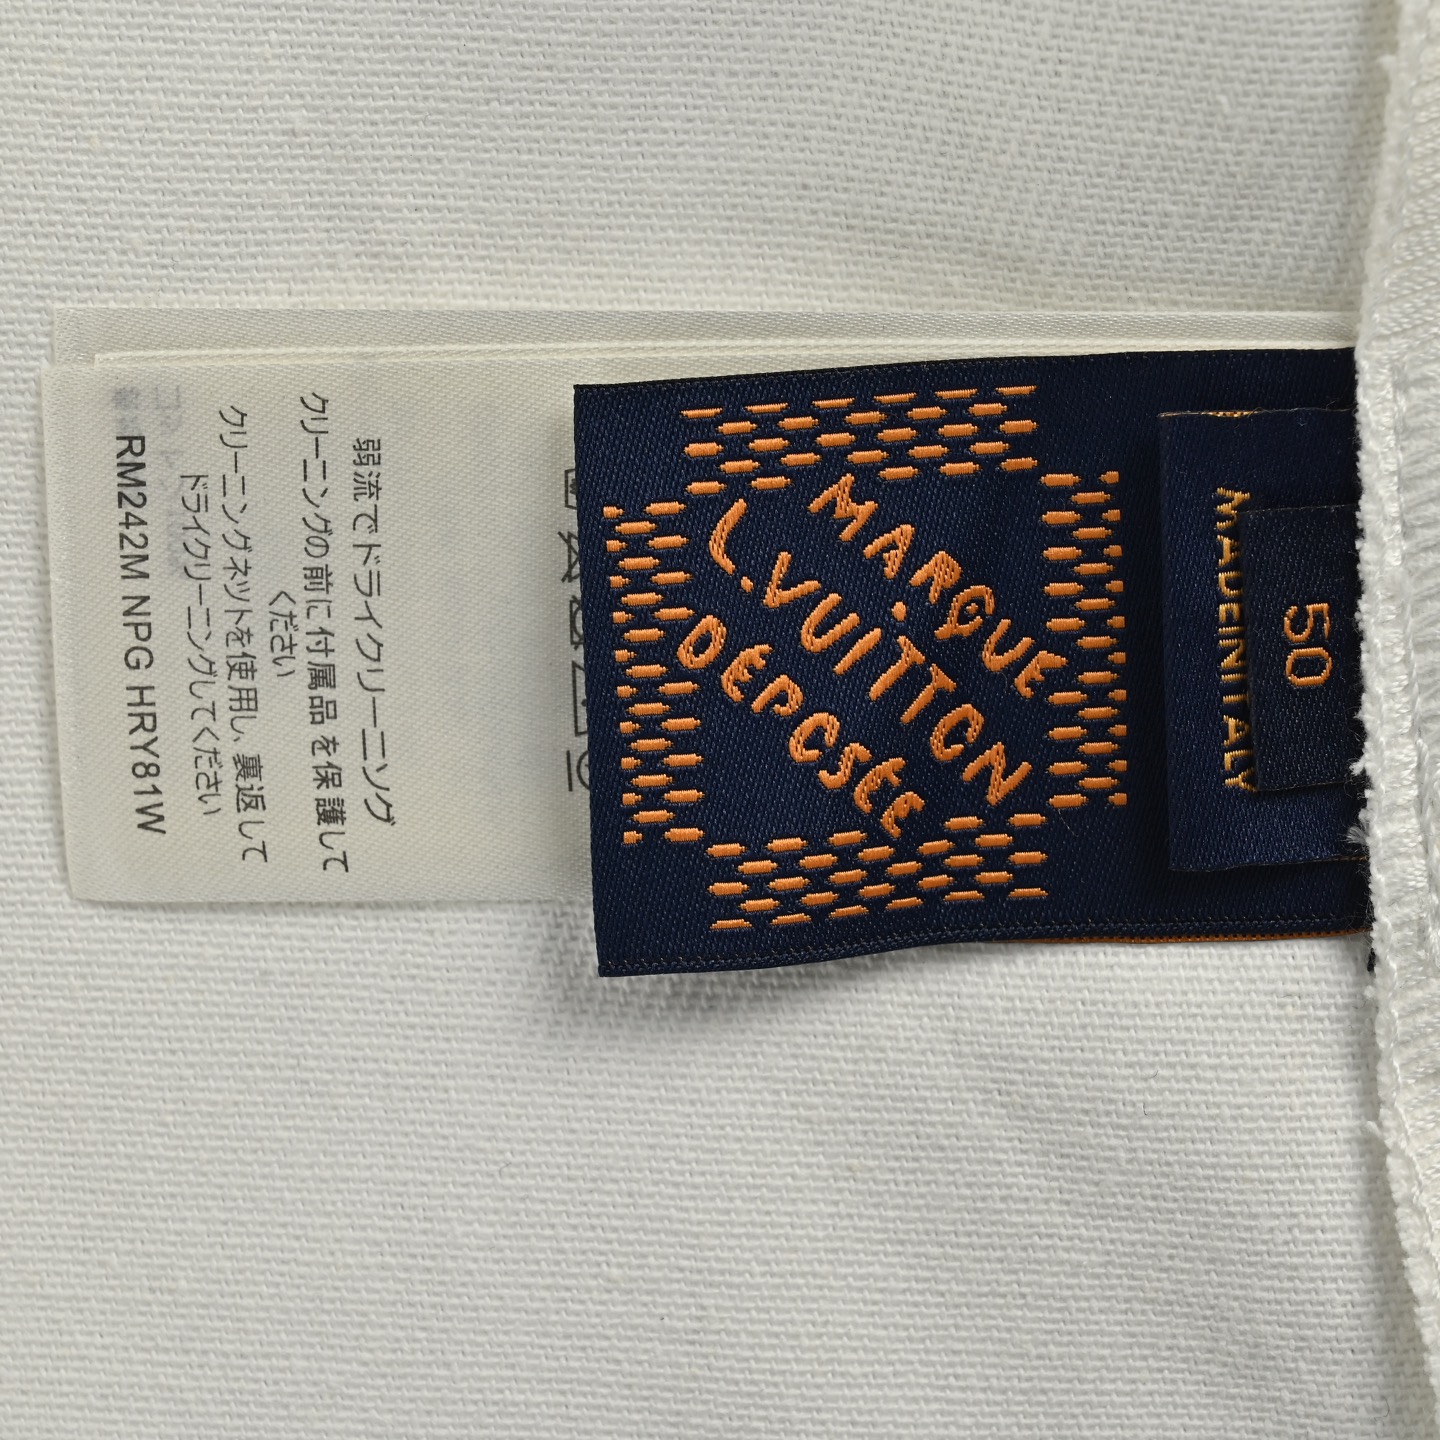 弱流でドライクリーニング
クリーニングの前に付属品を保護して
ください
クリーニングネットを使用し、裏返して
ドライクリーニングしてください
RM242M NPG HRY81W
MARQUE
L.VUITTON
DEPOSEE
MADE IN ITALY
50